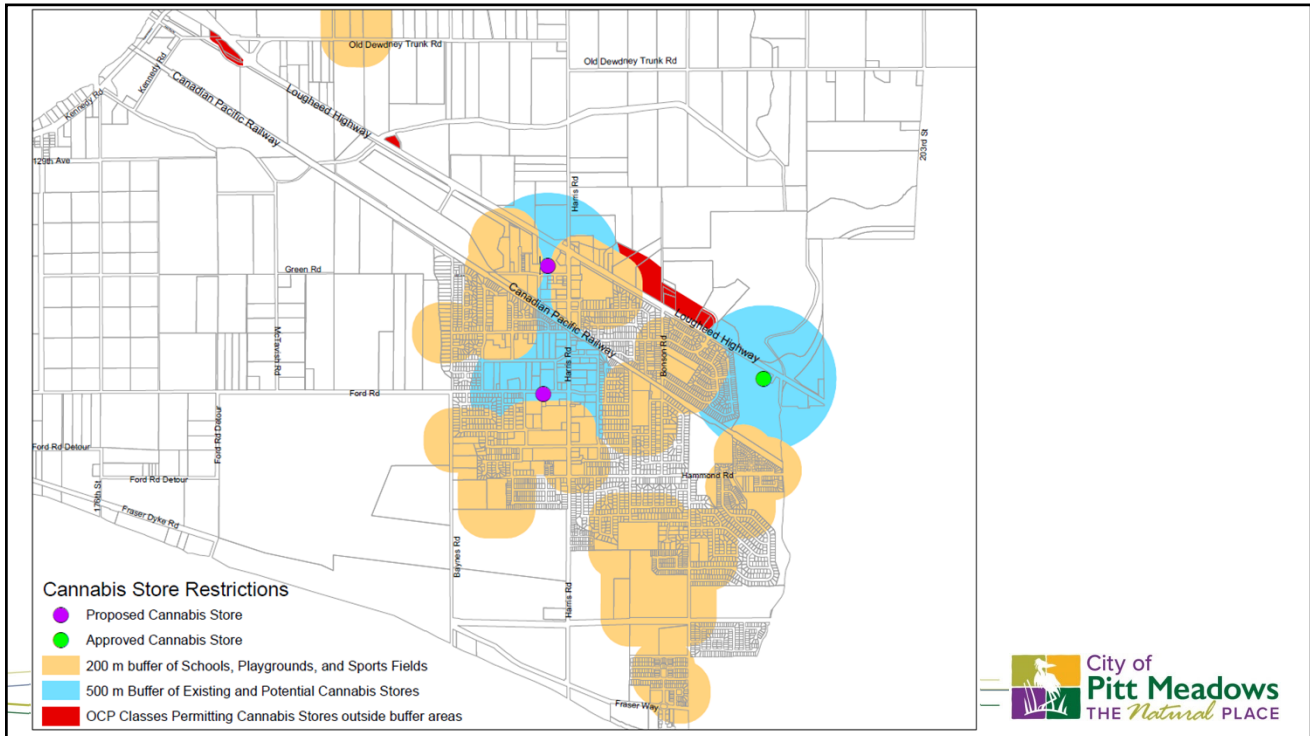 Old Dewdney Trunk Rd
Old Dewdney Trunk Rd
Kennedy Rd
Kennedy Rd
Canadian Pacific Railway
Lougheed Highway
129th Ave
203rd St
Harris Rd
Green Rd
McTavish Rd
Canadian Pacific Railway
Lougheed Highway
Bonson Rd
Harris Rd
Ford Rd
Ford Rd Detour
Ford Rd Detour
Ford Rd Detour
Hammond Rd
176th St
Fraser Dyke Rd
Baynes Rd
Harris Rd
Fraser Way
Cannabis Store Restrictions
Proposed Cannabis Store
Approved Cannabis Store
200 m buffer of Schools, Playgrounds, and Sports Fields
500 m Buffer of Existing and Potential Cannabis Stores
OCP Classes Permitting Cannabis Stores outside buffer areas
City of
Pitt Meadows
THE Natural PLACE